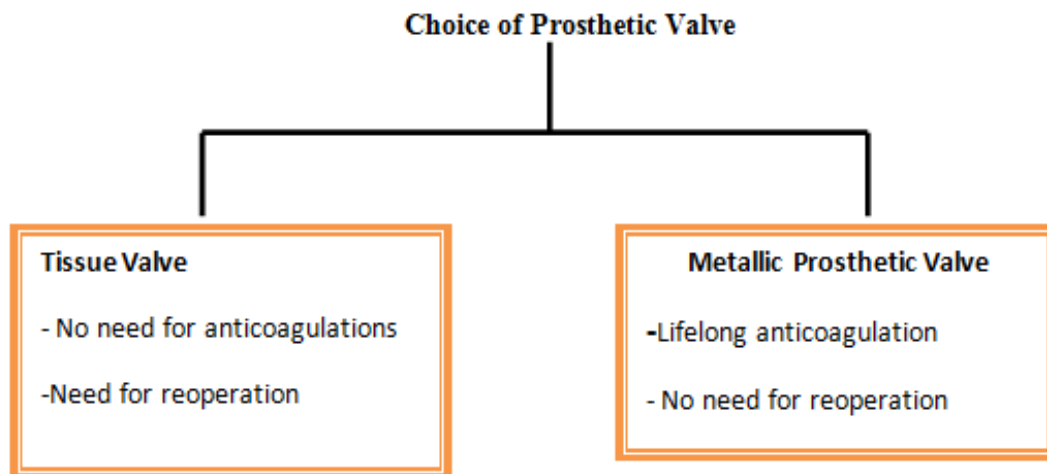 Choice of Prosthetic Valve
Tissue Valve
- No need for anticoagulations
-Need for reoperation
Metallic Prosthetic Valve
-Lifelong anticoagulation
- No need for reoperation